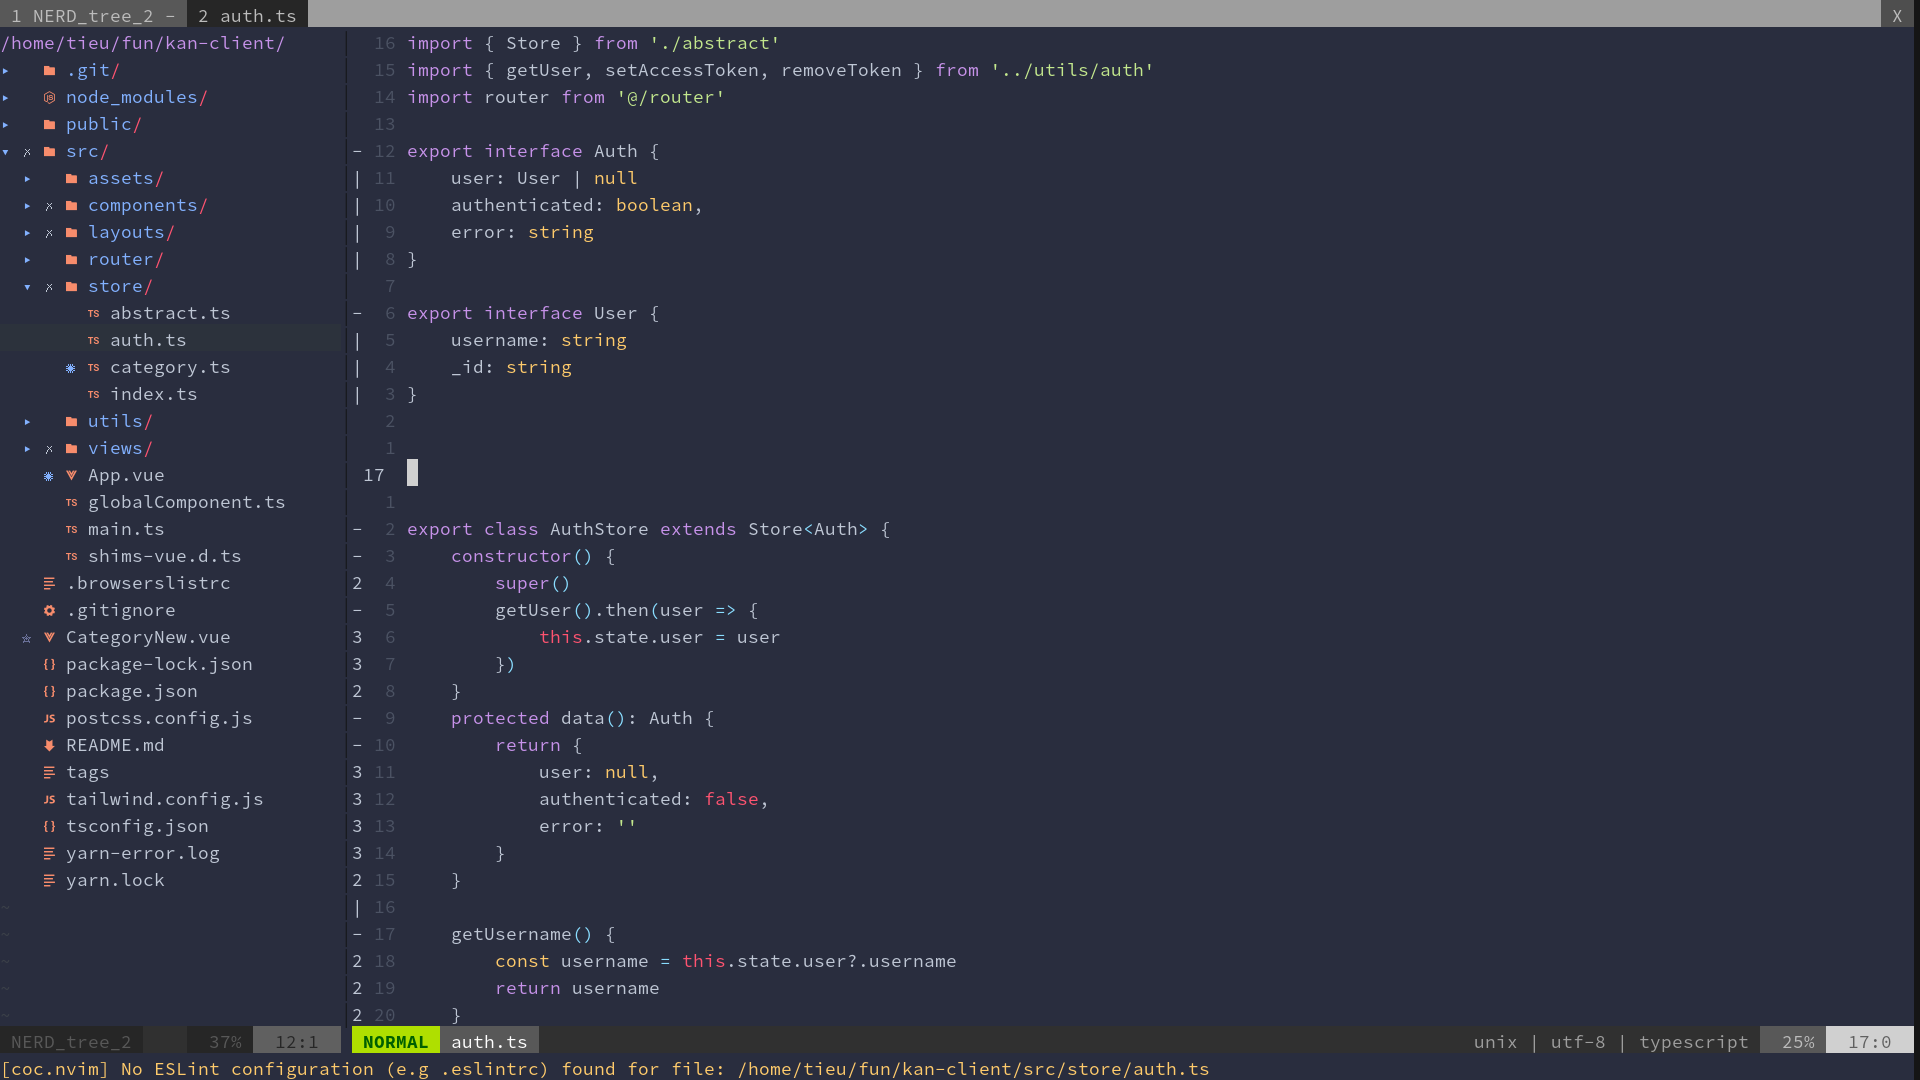 1 NERD_tree_2 - 2 auth.ts X
/home/tieu/fun/kan-client/
▸ .git/
▸ node_modules/
▸ public/
▾ ✗ src/
▸ assets/
▸ ✗ components/
▸ ✗ layouts/
▸ router/
▾ ✗ store/
TS abstract.ts
TS auth.ts
TS category.ts
TS index.ts
▸ utils/
▸ ✗ views/
App.vue
TS globalComponent.ts
TS main.ts
TS shims-vue.d.ts
.browserslistrc
.gitignore
CategoryNew.vue
{} package-lock.json
{} package.json
JS postcss.config.js
README.md
tags
JS tailwind.config.js
{} tsconfig.json
yarn-error.log
yarn.lock
~
~
~
~
~
16 import { Store } from './abstract'
15 import { getUser, setAccessToken, removeToken } from '../utils/auth'
14 import router from '@/router'
13
- 12 export interface Auth {
| 11     user: User | null
| 10     authenticated: boolean,
| 9     error: string
| 8 }
7
- 6 export interface User {
| 5     username: string
| 4     _id: string
| 3 }
2
1
17
1
- 2 export class AuthStore extends Store<Auth> {
- 3     constructor() {
2 4         super()
- 5         getUser().then(user => {
3 6             this.state.user = user
3 7         })
2 8     }
- 9     protected data(): Auth {
- 10         return {
3 11             user: null,
3 12             authenticated: false,
3 13             error: ''
3 14         }
2 15     }
| 16
- 17     getUsername() {
2 18         const username = this.state.user?.username
2 19         return username
2 20     }
NERD_tree_2 37% 12:1 NORMAL auth.ts unix | utf-8 | typescript 25% 17:0
[coc.nvim] No ESLint configuration (e.g .eslintrc) found for file: /home/tieu/fun/kan-client/src/store/auth.ts